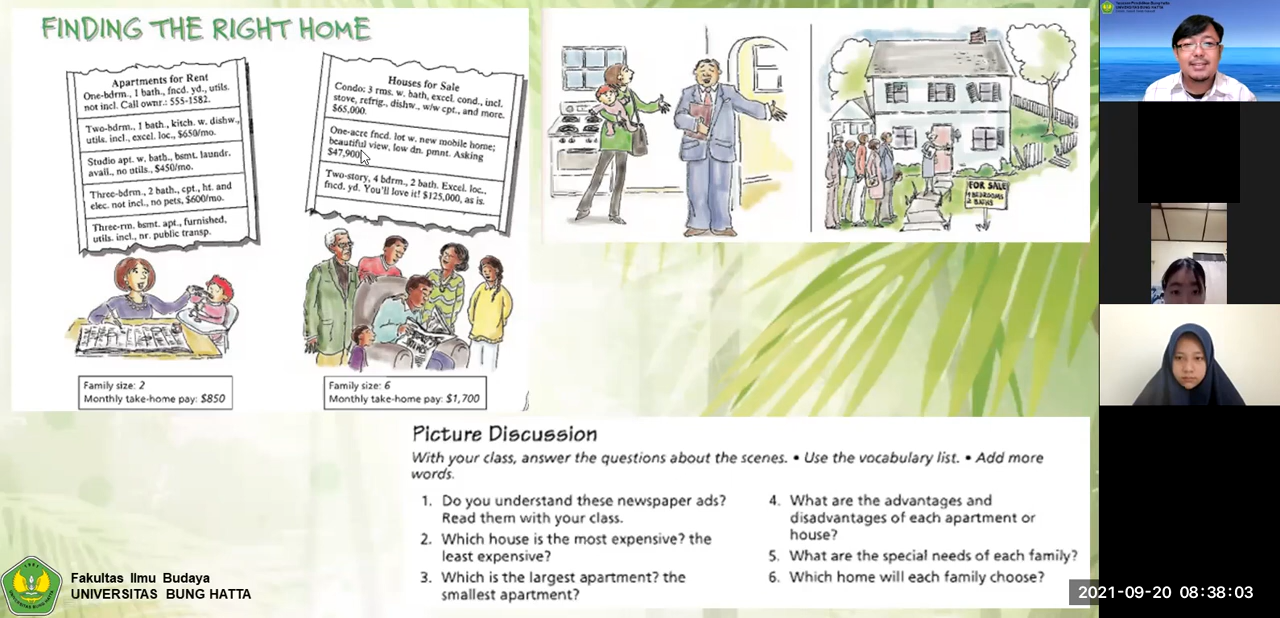 FINDING THE RIGHT HOME
Apartments for Rent
One-bdrm., 1 bath., fncd. yd., utils.
not incl. Call ownr.: 555-1582.
Two-bdrm., 1 bath., kitch. w. dishw.,
utils. incl., excel. loc., $650/mo.
Studio apt. w. bath., bsmt. laundr.
avail., no utils., $450/mo.
Three-bdrm., 2 bath., cpt., ht. and
elec. not incl., no pets, $600/mo.
Three-rm. bsmt. apt., furnished,
utils. incl., nr. public transp.
Family size: 2
Monthly take-home pay: $850
Houses for Sale
Condo: 3 rms. w. bath, excel. cond., incl.
stove, refrig., dishw., w/w cpt., and more.
$65,000.
One-acre fncd. lot w. new mobile home;
beautiful view, low dn. pmnt. Asking
$47,900.
Two-story, 4 bdrm., 2 bath. Excel. loc.,
fncd. yd. You'll love it! $125,000, as is.
Family size: 6
Monthly take-home pay: $1,700
FOR SALE
BEDROOMS
2 BATHS
Picture Discussion
With your class, answer the questions about the scenes. • Use the vocabulary list. • Add more
words.
1. Do you understand these newspaper ads?
Read them with your class.
2. Which house is the most expensive? the
least expensive?
3. Which is the largest apartment? the
smallest apartment?
4. What are the advantages and
disadvantages of each apartment or
house?
5. What are the special needs of each family?
6. Which home will each family choose?
Fakultas Ilmu Budaya
UNIVERSITAS BUNG HATTA
UNIVERSITAS BUNG HATTA
2021-09-20 08:38:03